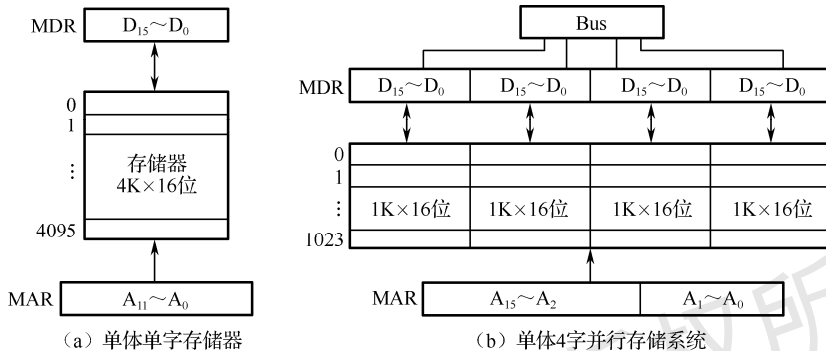 MDR
D15~D0
0
1
⋮
4095
存储器
4K×16位
MAR
A11~A0
（a）单体单字存储器
Bus
MDR
D15~D0
D15~D0
D15~D0
D15~D0
0
1
⋮
1023
1K×16位
1K×16位
1K×16位
1K×16位
MAR
A15~A2
A1~A0
（b）单体4字并行存储系统